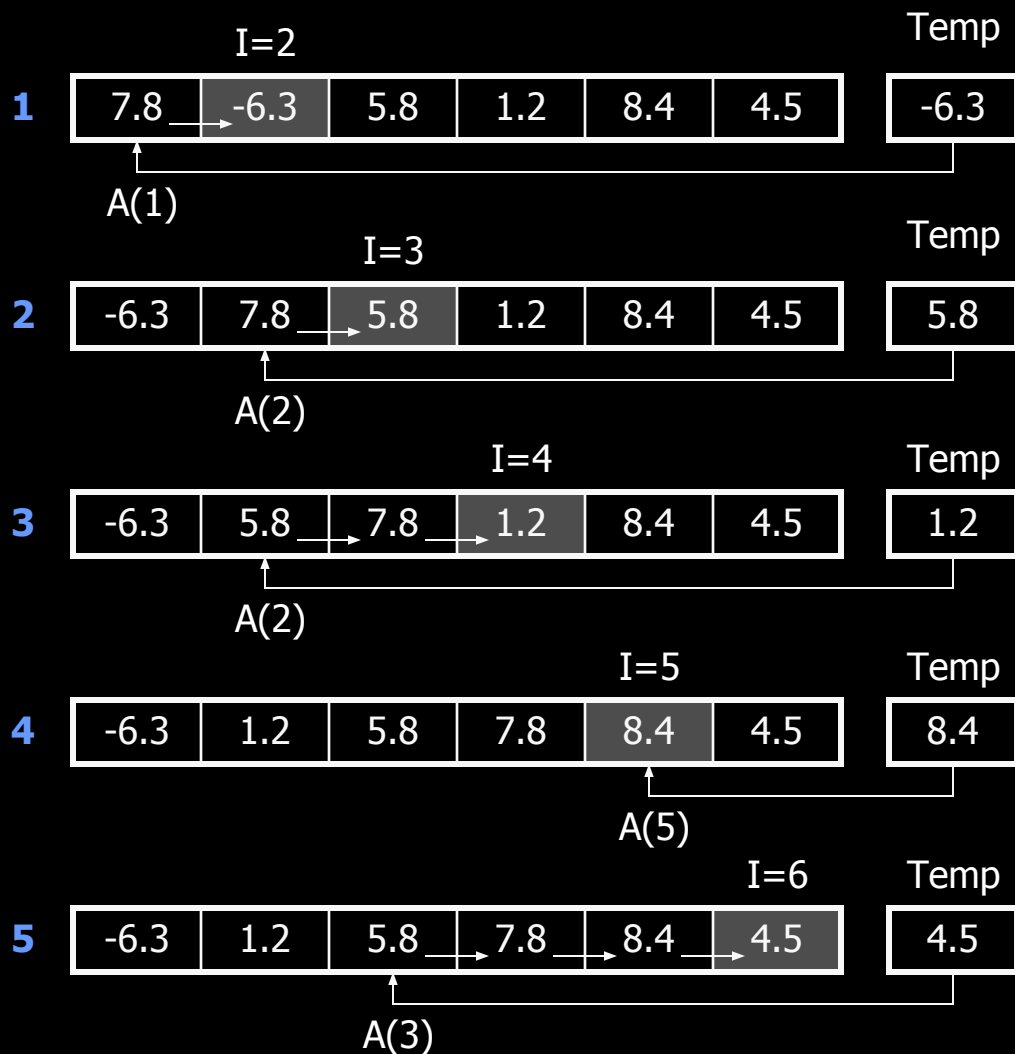 I=2 Temp
1 7.8 -6.3 5.8 1.2 8.4 4.5 -6.3
A(1)
I=3 Temp
2 -6.3 7.8 5.8 1.2 8.4 4.5 5.8
A(2)
I=4 Temp
3 -6.3 5.8 7.8 1.2 8.4 4.5 1.2
A(2)
I=5 Temp
4 -6.3 1.2 5.8 7.8 8.4 4.5 8.4
A(5)
I=6 Temp
5 -6.3 1.2 5.8 7.8 8.4 4.5 4.5
A(3)